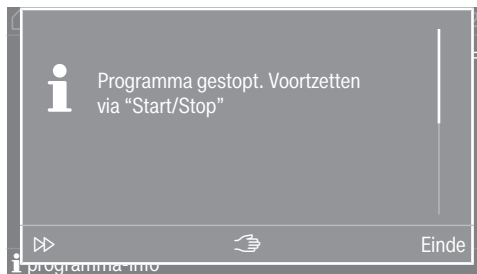 Programma gestopt. Voortzetten
via “Start/Stop”
Einde
programma-info